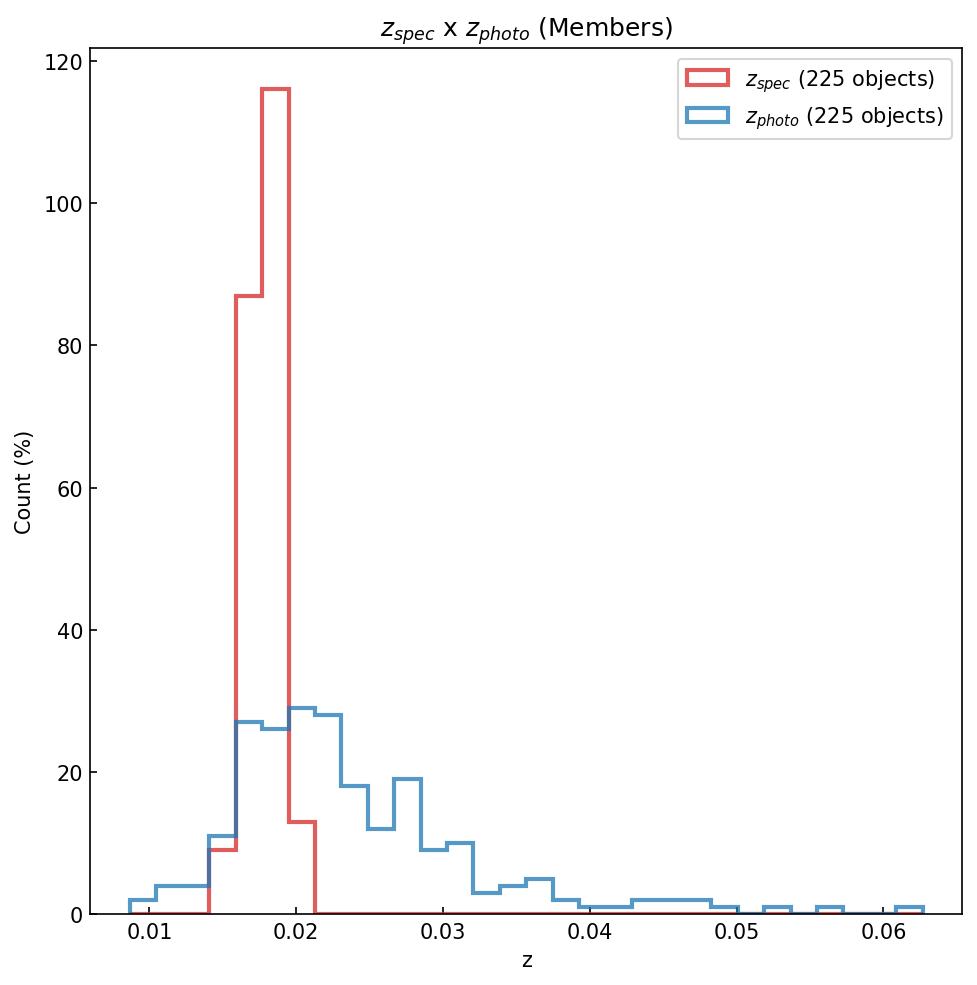 z_spec x z_photo (Members)
z_spec (225 objects)
z_photo (225 objects)
Count (%)
120
100
80
60
40
20
0
0.01 0.02 0.03 0.04 0.05 0.06
z